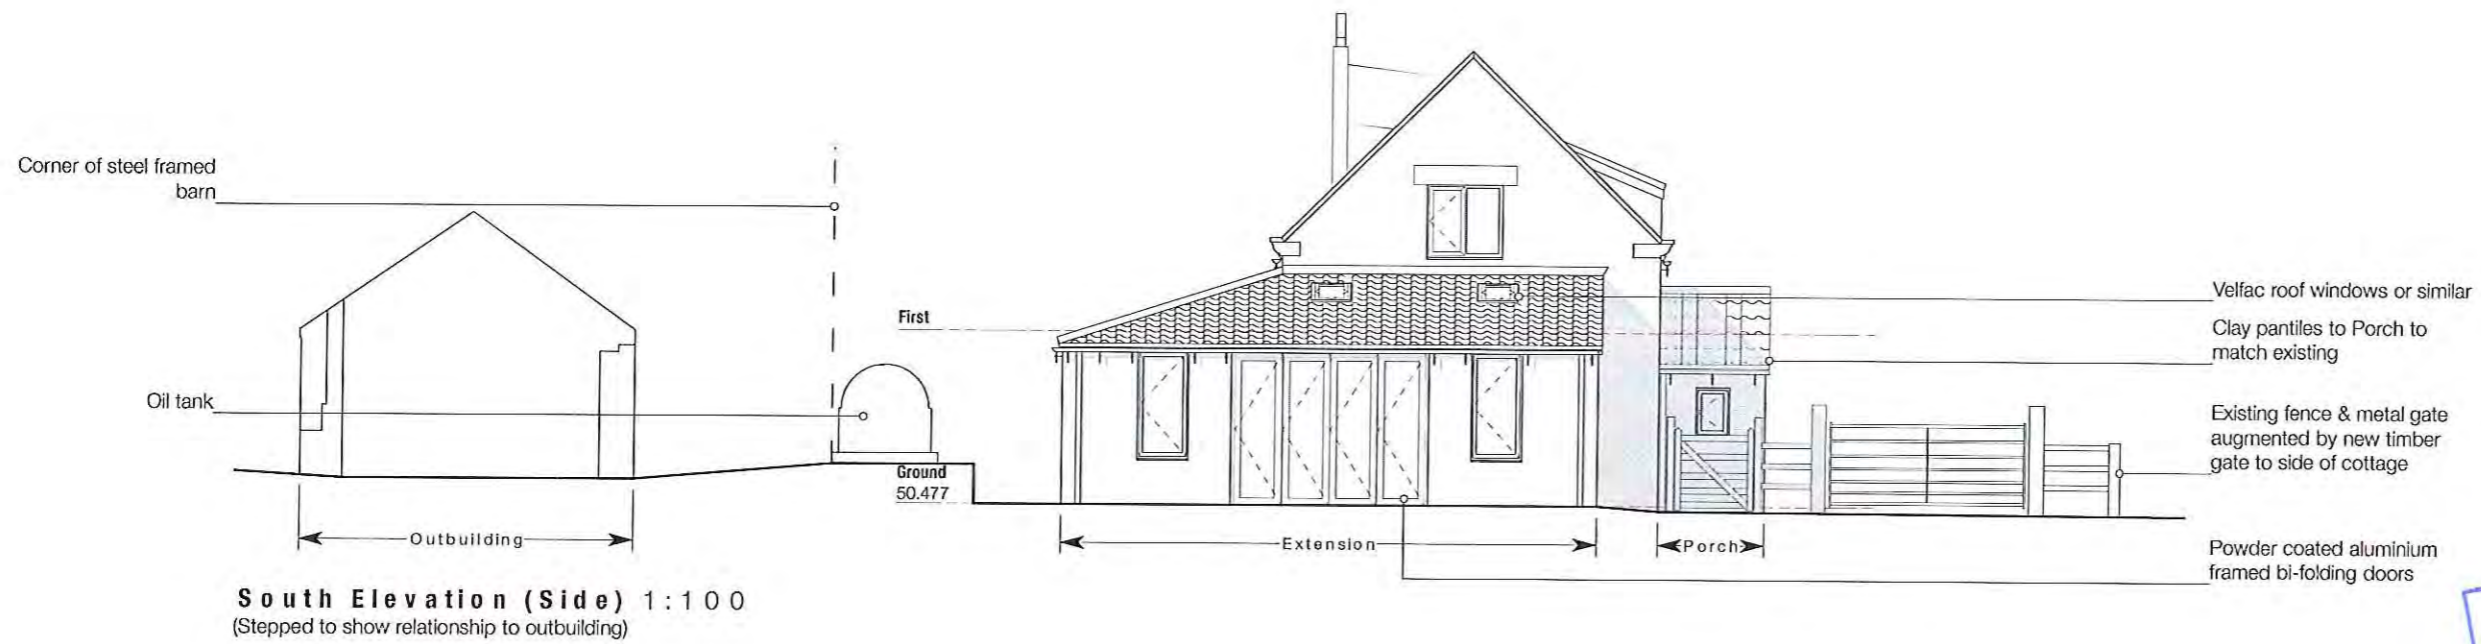 Corner of steel framed
barn
Oil tank
First
Ground
50.477
Velfac roof windows or similar
Clay pantiles to Porch to
match existing
Existing fence & metal gate
augmented by new timber
gate to side of cottage
Powder coated aluminium
framed bi-folding doors
Outbuilding
Extension
Porch
South Elevation (Side) 1:100
(Stepped to show relationship to outbuilding)